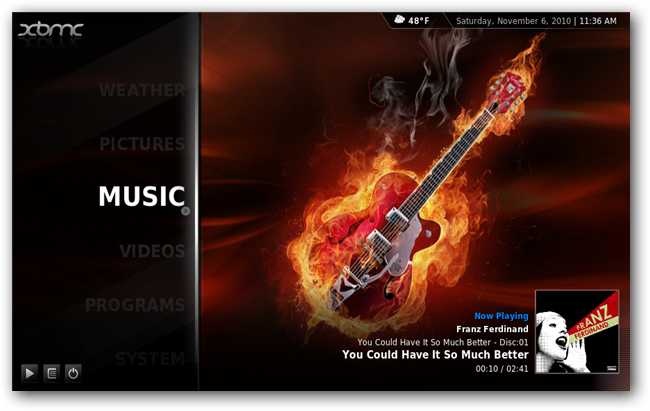 xbmc
48°F
Saturday, November 6, 2010 | 11:36 AM
WEATHER
PICTURES
MUSIC
VIDEOS
PROGRAMS
SYSTEM
Now Playing
Franz Ferdinand
You Could Have It So Much Better - Disc:01
You Could Have It So Much Better
00:10 / 02:41
FRANZ
FERDINAND